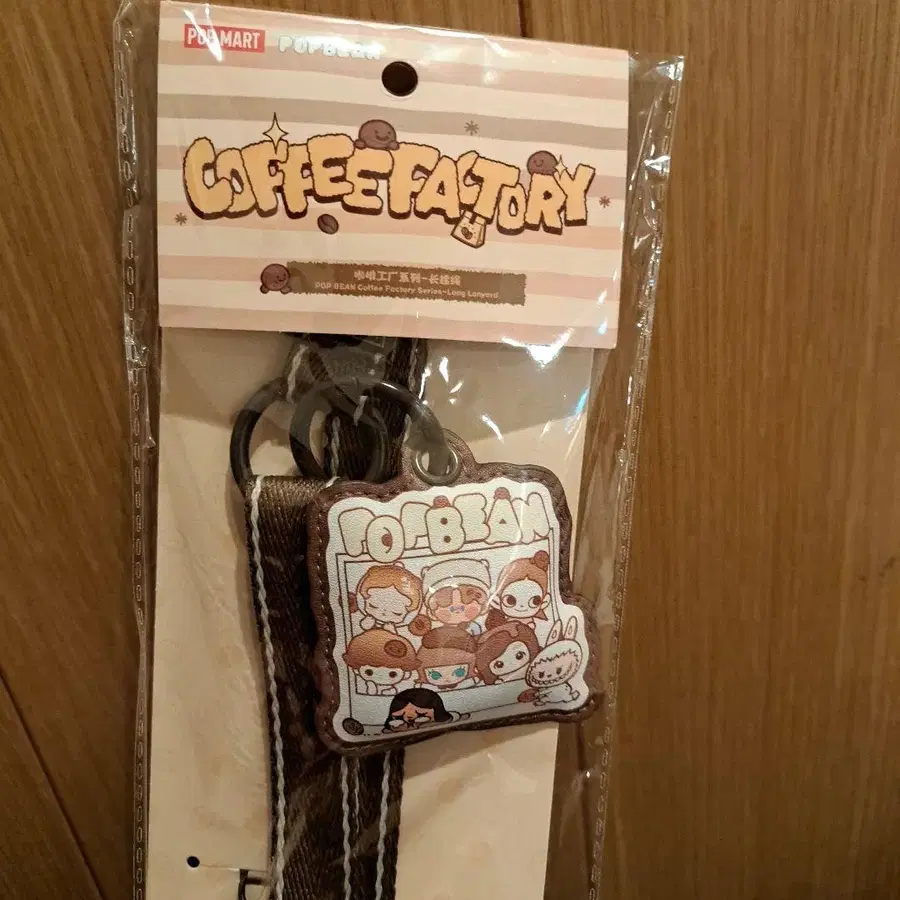 POP MART POPBEAN
COFFEE FACTORY
咖啡工厂系列-长挂绳
POP BEAN Coffee Factory Series-Long Lanyard
POPBEAN